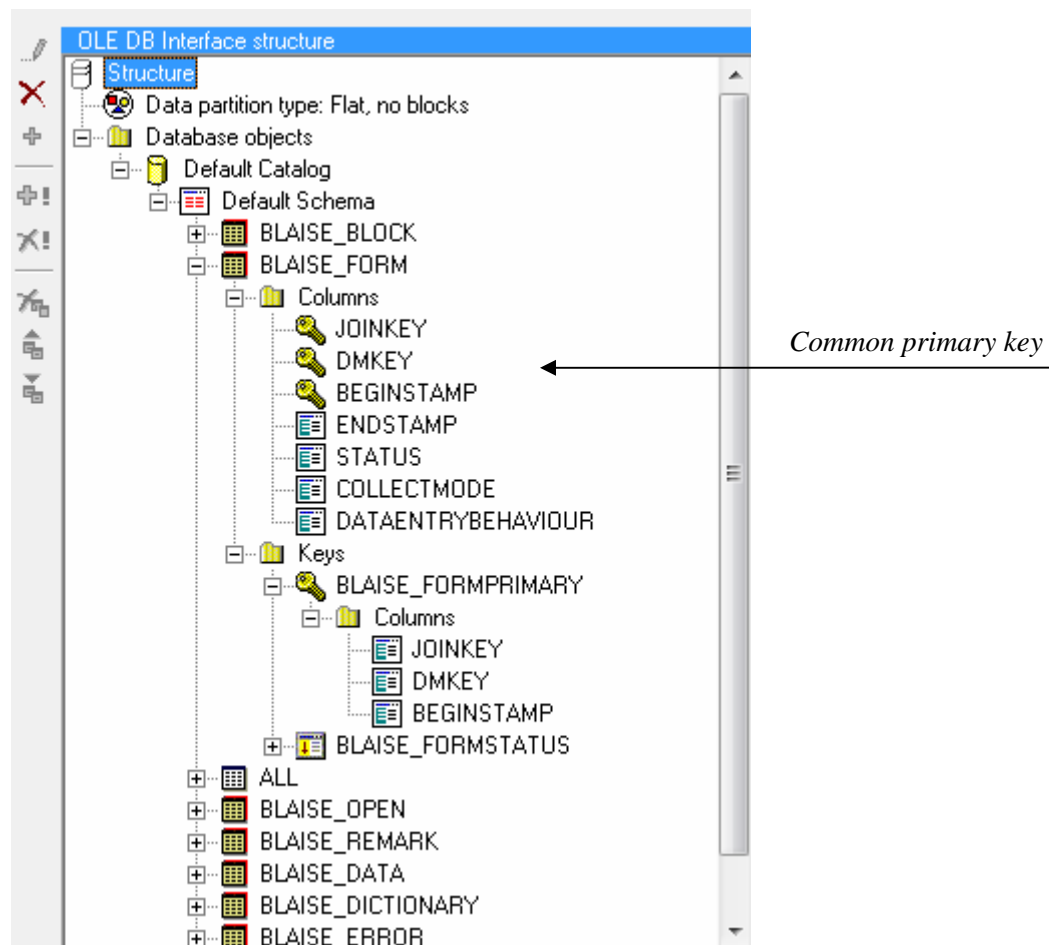 OLE DB Interface structure
Structure
Data partition type: Flat, no blocks
Database objects
Default Catalog
Default Schema
BLAISE_BLOCK
BLAISE_FORM
Columns
JOINKEY
DMKEY
Common primary key
BEGINSTAMP
ENDSTAMP
STATUS
COLLECTMODE
DATAENTRYBEHAVIOUR
Keys
BLAISE_FORMPRIMARY
Columns
JOINKEY
DMKEY
BEGINSTAMP
BLAISE_FORMSTATUS
ALL
BLAISE_OPEN
BLAISE_REMARK
BLAISE_DATA
BLAISE_DICTIONARY
BLAISE_ERROR